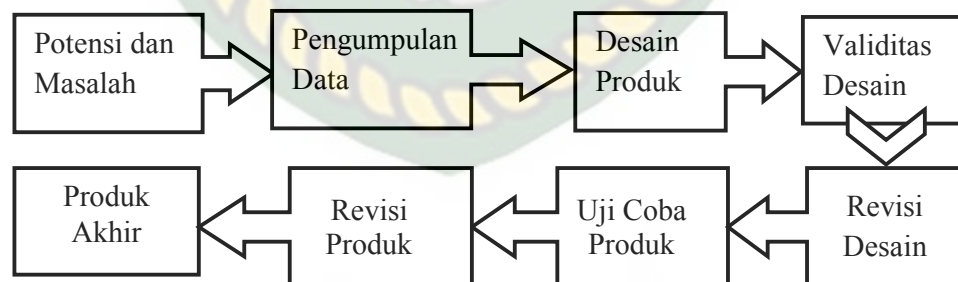 Potensi dan
Masalah
Pengumpulan
Data
Desain
Produk
Validitas
Desain
Produk
Akhir
Revisi
Produk
Uji Coba
Produk
Revisi
Desain